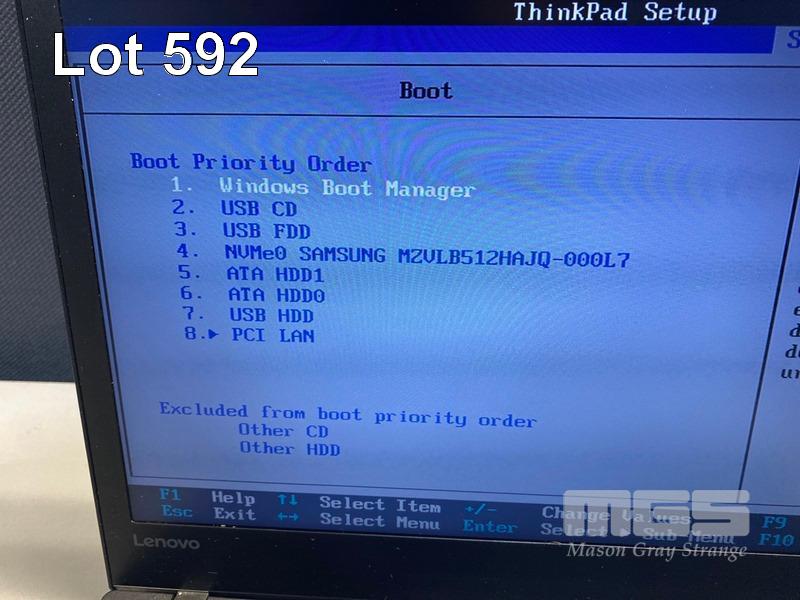 ThinkPad Setup
Lot 592
Boot
Boot Priority Order
1. Windows Boot Manager
2. USB CD
3. USB FDD
4. NVMe0 SAMSUNG MZVLB512HAJQ-000L7
5. ATA HDD1
6. ATA HDD0
7. USB HDD
8.▸ PCI LAN
Excluded from boot priority order
Other CD
Other HDD
F1 Help ↑↓ Select Item +/- Change Values F9
Esc Exit ←→ Select Menu Enter Select ▸ Sub-Menu F10
Lenovo
MGS
Mason Gray Strange